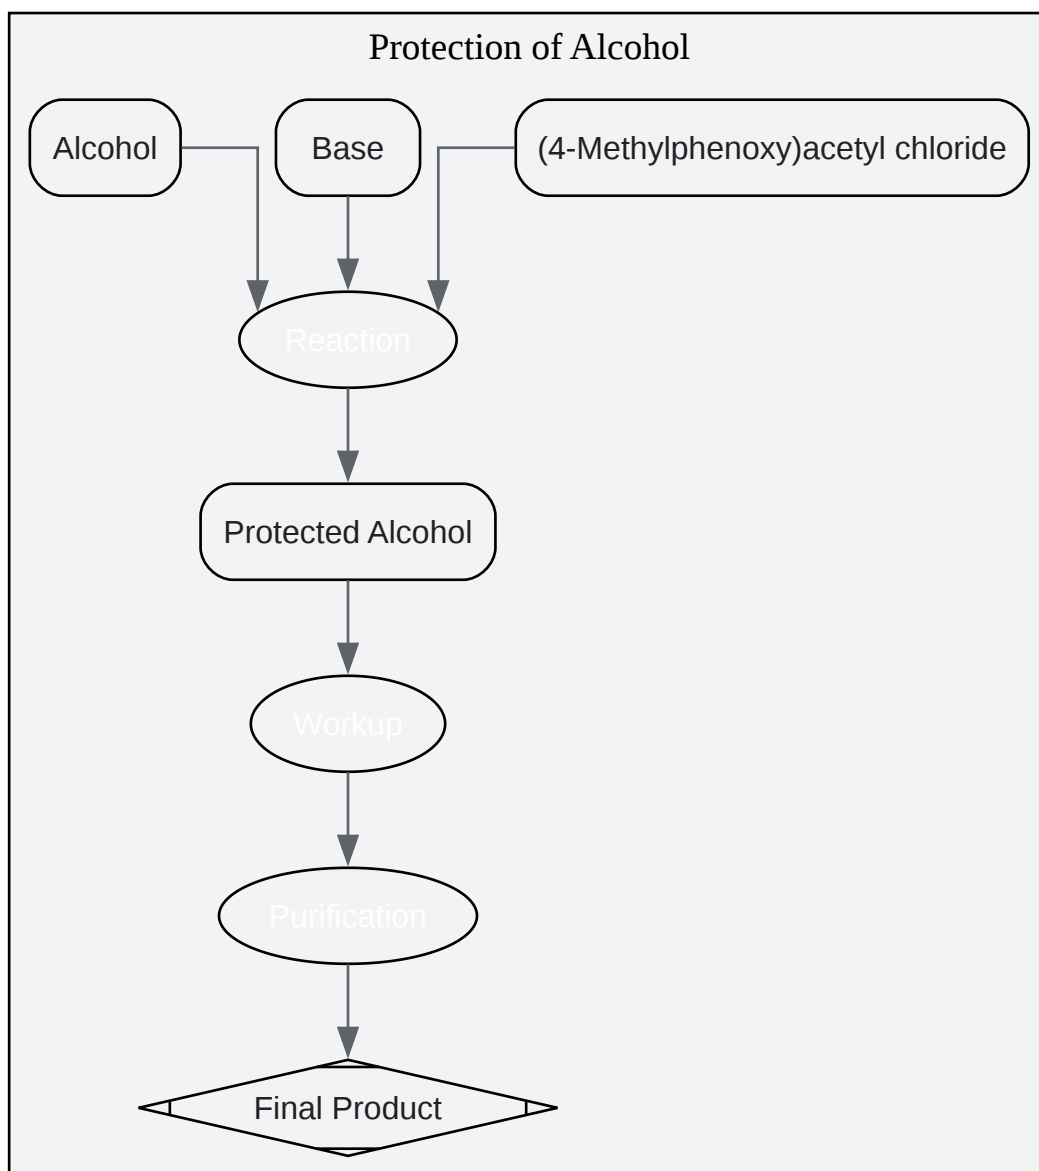 Protection of Alcohol
Alcohol
Base
(4-Methylphenoxy)acetyl chloride
Reaction
Protected Alcohol
Workup
Purification
Final Product